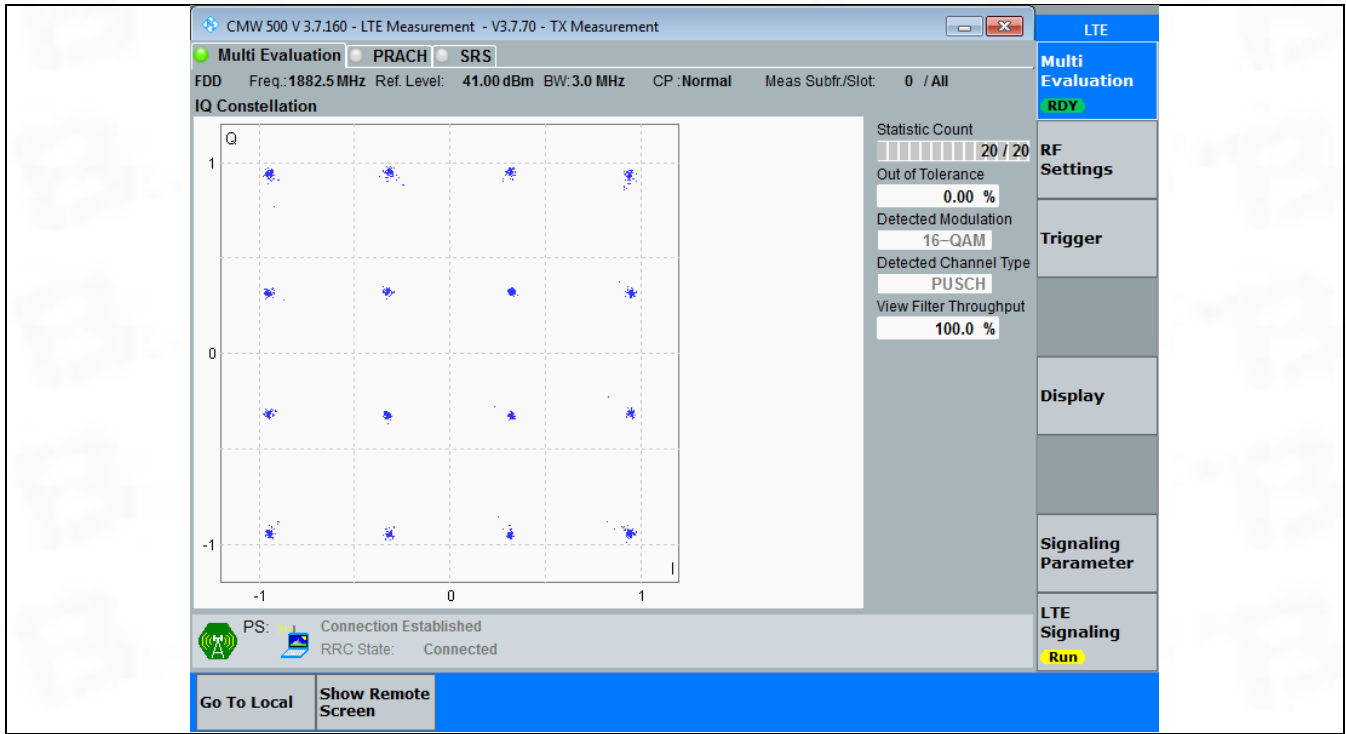 CMW 500 V 3.7.160 - LTE Measurement - V3.7.70 - TX Measurement
LTE
Multi Evaluation PRACH SRS
FDD Freq.: 1882.5 MHz Ref. Level: 41.00 dBm BW: 3.0 MHz CP : Normal Meas Subfr./Slot: 0 / All
IQ Constellation
Q
1
0
-1
-1 0 1
I
Statistic Count
20 / 20
Out of Tolerance
0.00 %
Detected Modulation
16-QAM
Detected Channel Type
PUSCH
View Filter Throughput
100.0 %
Multi
Evaluation
RDY
RF
Settings
Trigger
Display
Signaling
Parameter
LTE
Signaling
Run
PS: Connection Established
RRC State: Connected
Go To Local
Show Remote
Screen